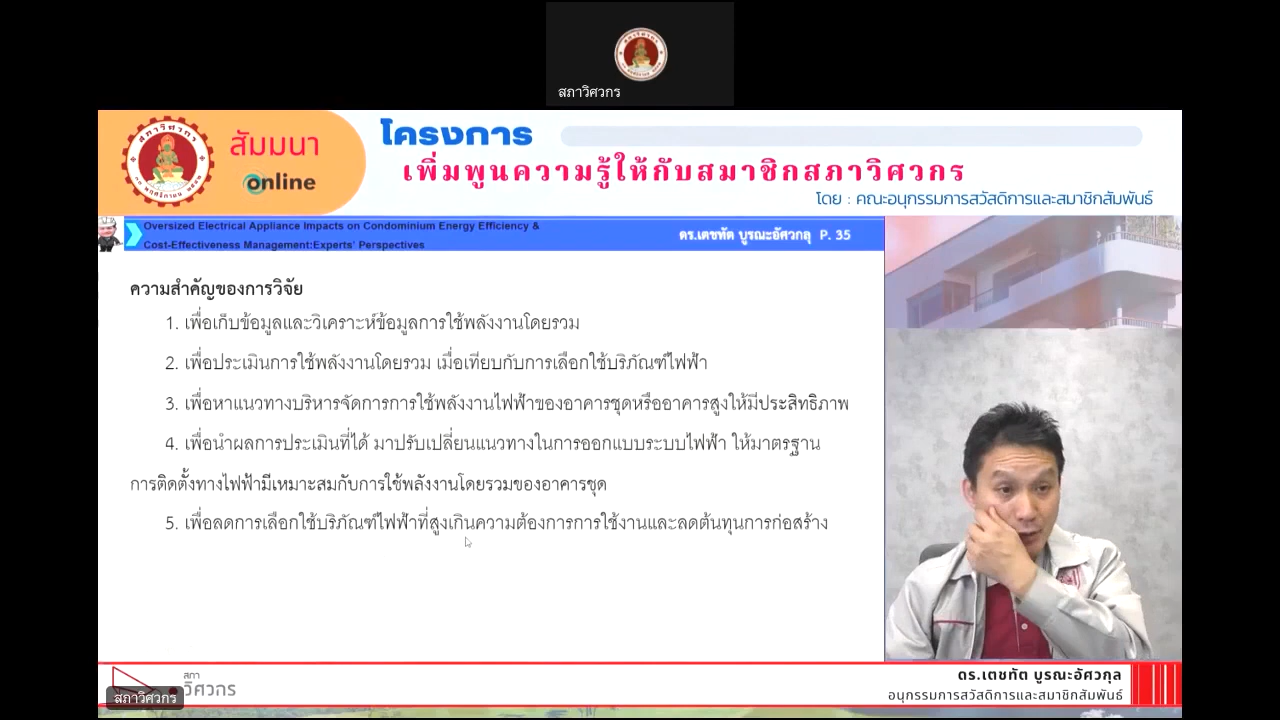 สภาวิศวกร
สัมมนา
online
โครงการ
เพิ่มพูนความรู้ให้กับสมาชิกสภาวิศวกร
โดย : คณะอนุกรรมการสวัสดิการและสมาชิกสัมพันธ์
Oversized Electrical Appliance Impacts on Condominium Energy Efficiency &
Cost-Effectiveness Management:Experts' Perspectives
ดร.เตชทัต บูรณะอัศวกุล P. 35
ความสำคัญของการวิจัย
1. เพื่อเก็บข้อมูลและวิเคราะห์ข้อมูลการใช้พลังงานโดยรวม
2. เพื่อประเมินการใช้พลังงานโดยรวม เมื่อเทียบกับการเลือกใช้บริภัณฑ์ไฟฟ้า
3. เพื่อหาแนวทางบริหารจัดการการใช้พลังงานไฟฟ้าของอาคารชุดหรืออาคารสูงให้มีประสิทธิภาพ
4. เพื่อนำผลการประเมินที่ได้ มาปรับเปลี่ยนแนวทางในการออกแบบระบบไฟฟ้า ให้มาตรฐาน
การติดตั้งทางไฟฟ้ามีเหมาะสมกับการใช้พลังงานโดยรวมของอาคารชุด
5. เพื่อลดการเลือกใช้บริภัณฑ์ไฟฟ้าที่สูงเกินความต้องการการใช้งานและลดต้นทุนการก่อสร้าง
สภา
วิศวกร
สภาวิศวกร
ดร.เตชทัต บูรณะอัศวกุล
อนุกรรมการสวัสดิการและสมาชิกสัมพันธ์